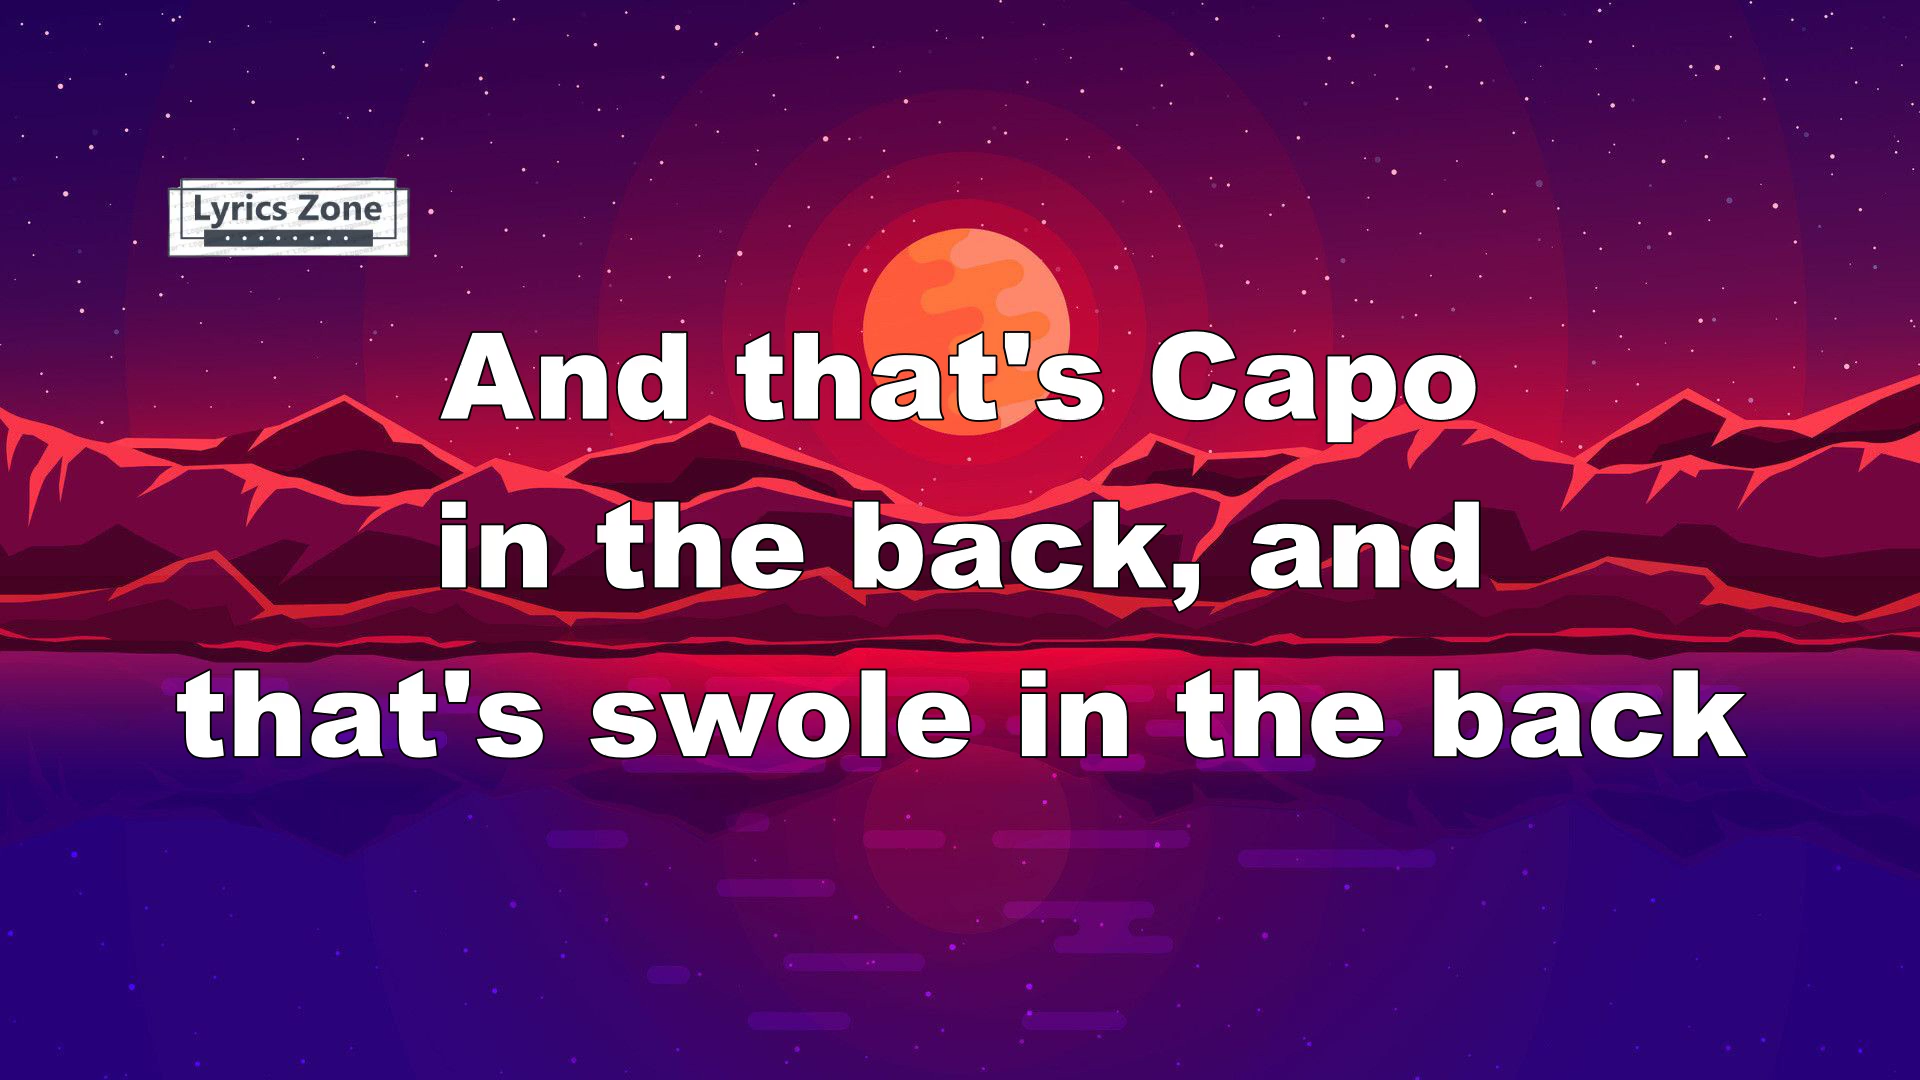 Lyrics Zone
And that's Capo
in the back, and
that's swole in the back